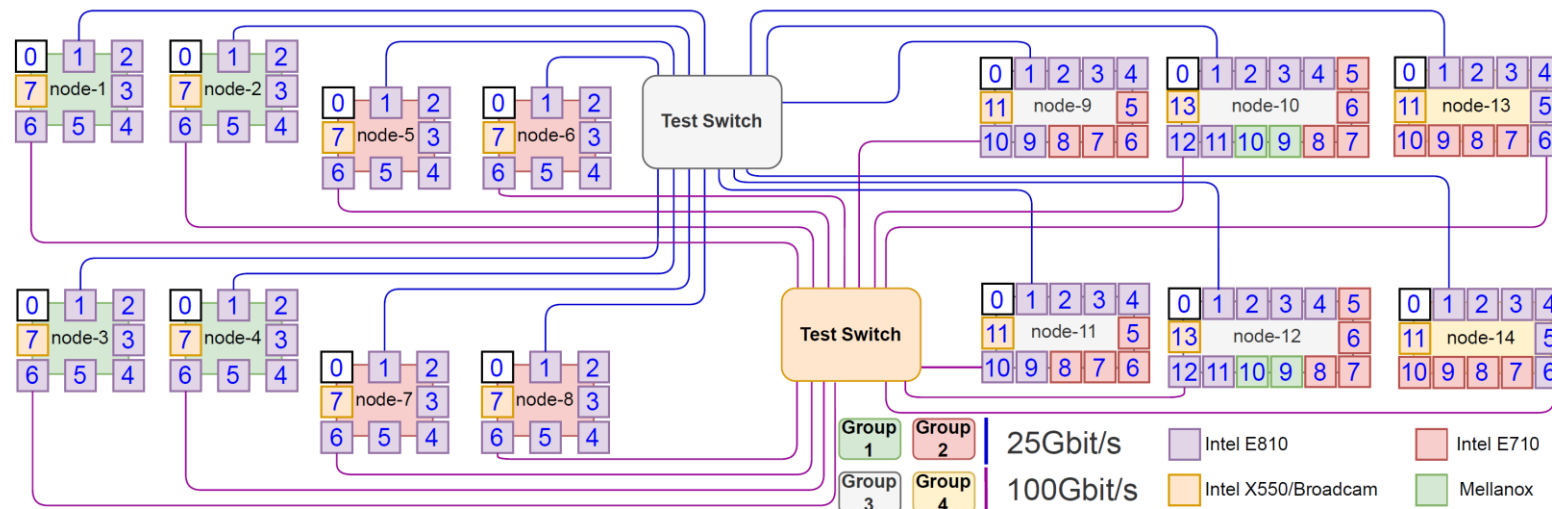 0 1 2
7 node-1 3
6 5 4
0 1 2
7 node-2 3
6 5 4
0 1 2
7 node-5 3
6 5 4
0 1 2
7 node-6 3
6 5 4
Test Switch
0 1 2 3 4
11 node-9 5
10 9 8 7 6
0 1 2 3 4 5
13 node-10 6
12 11 10 9 8 7
0 1 2 3 4
11 node-13 5
10 9 8 7 6
0 1 2
7 node-3 3
6 5 4
0 1 2
7 node-4 3
6 5 4
0 1 2
7 node-7 3
6 5 4
0 1 2
7 node-8 3
6 5 4
Test Switch
0 1 2 3 4
11 node-11 5
10 9 8 7 6
0 1 2 3 4 5
13 node-12 6
12 11 10 9 8 7
0 1 2 3 4
11 node-14 5
10 9 8 7 6
Group
1
Group
2
25Gbit/s
Intel E810
Intel E710
Group
3
Group
4
100Gbit/s
Intel X550/Broadcam
Mellanox